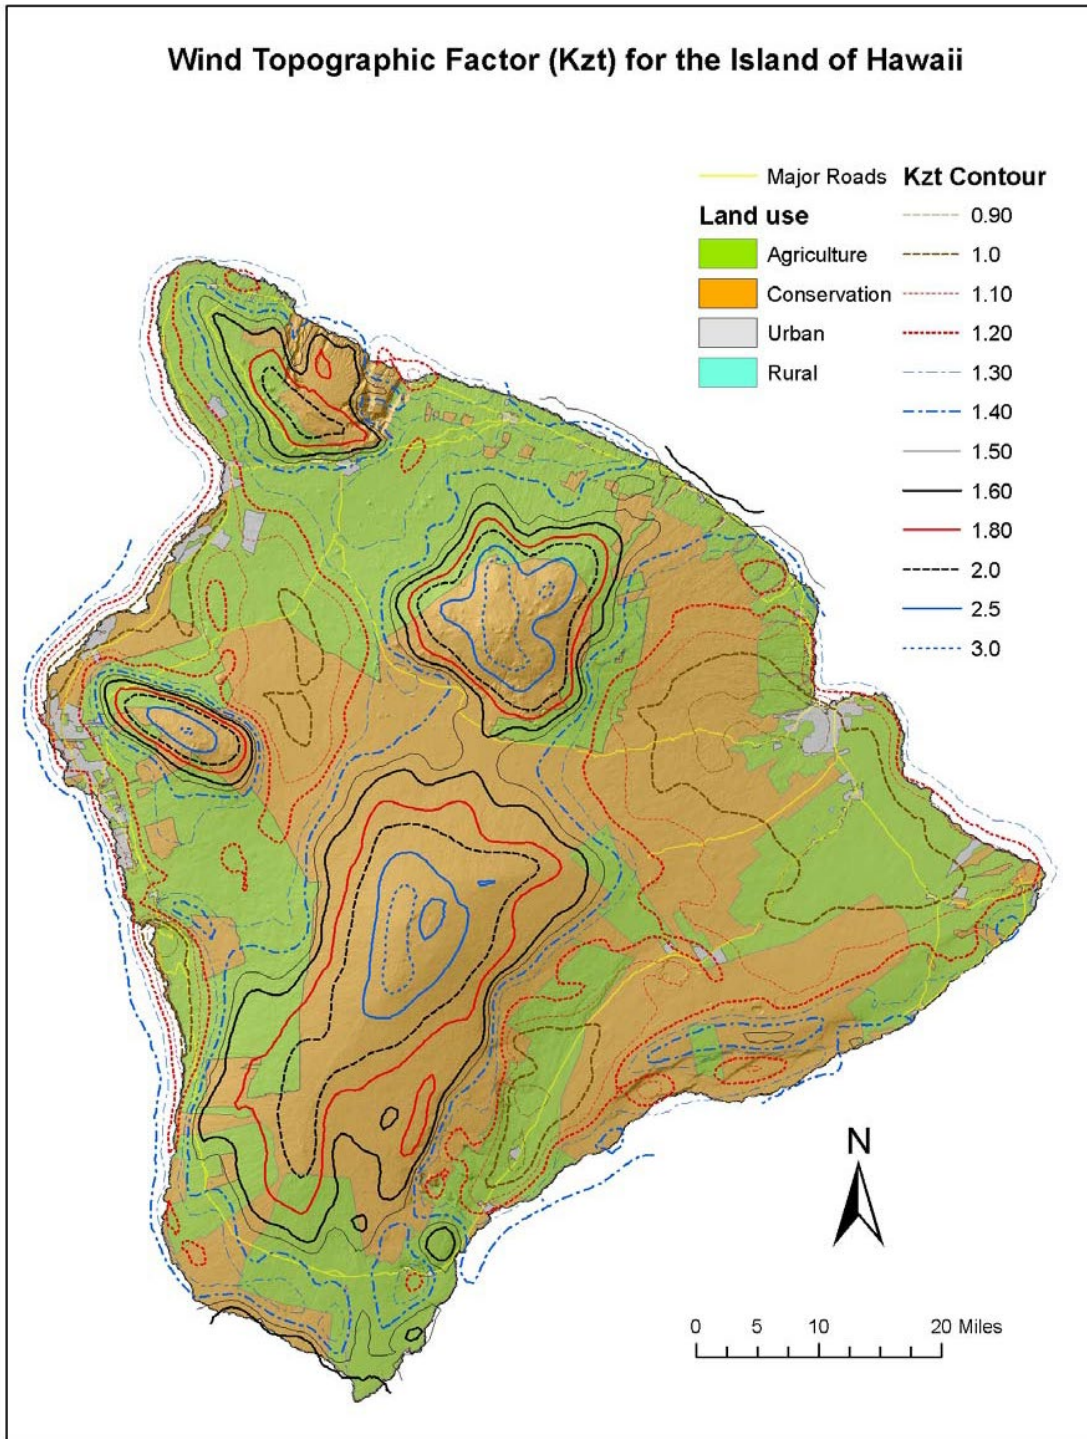 Wind Topographic Factor (Kzt) for the Island of Hawaii
Major Roads
Land use
Agriculture
Conservation
Urban
Rural
Kzt Contour
0.90
1.0
1.10
1.20
1.30
1.40
1.50
1.60
1.80
2.0
2.5
3.0
N
0 5 10 20 Miles